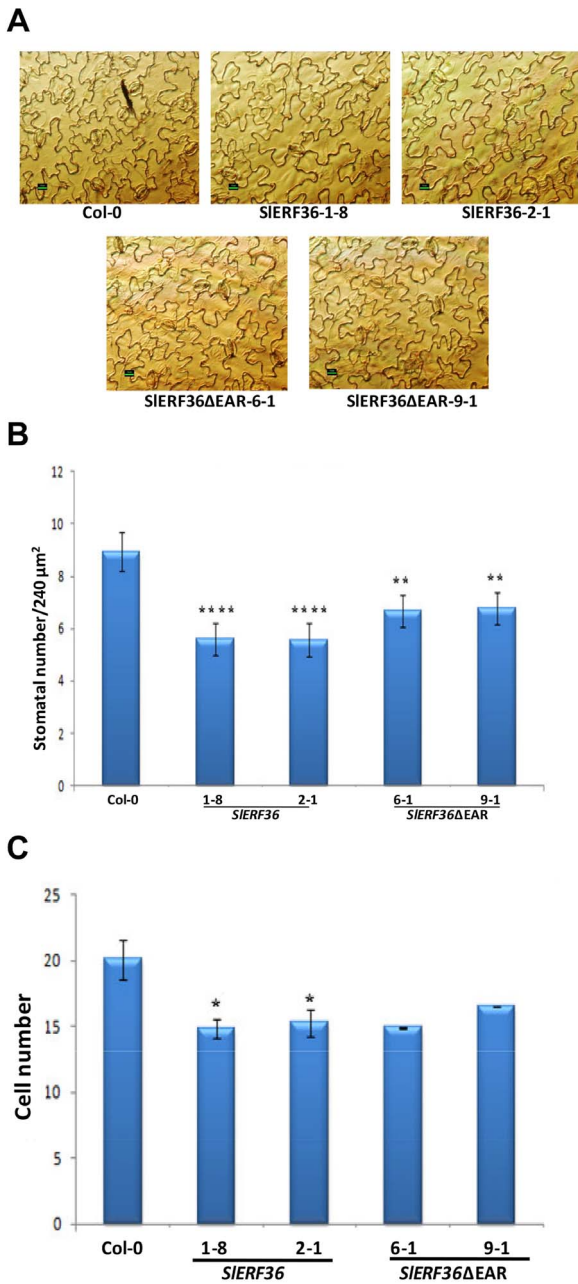 A
Col-0
SlERF36-1-8
SlERF36-2-1
SlERF36ΔEAR-6-1
SlERF36ΔEAR-9-1
B
Stomatal number/240 μm²
12
10
8
6
4
2
0
****
****
**
**
Col-0
1-8
2-1
6-1
9-1
SlERF36
SlERF36ΔEAR
C
Cell number
25
20
15
10
5
0
*
*
Col-0
1-8
2-1
6-1
9-1
SlERF36
SlERF36ΔEAR